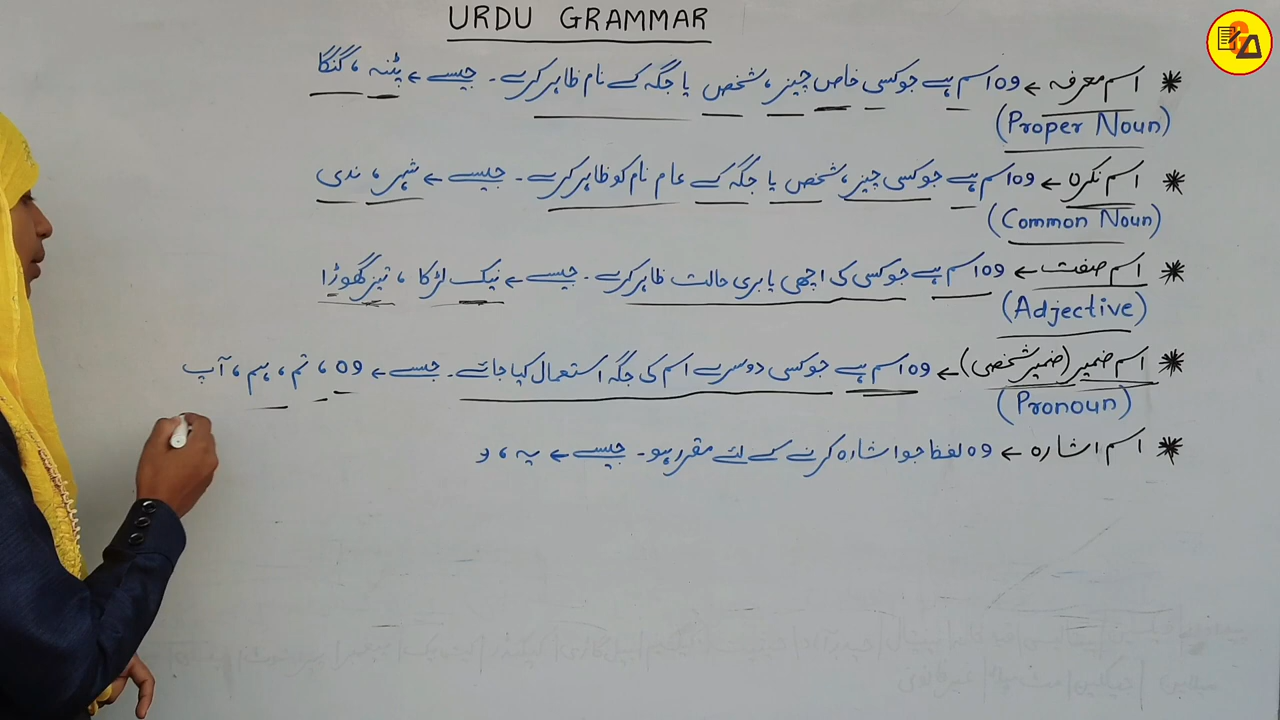 URDU GRAMMAR
* اسم معرفہ ← وہ اسم ہے جو کسی خاص چیز، شخص یا جگہ کے نام ظاہر کرے۔ جیسے ← پٹنہ، گنگا
(Proper Noun)
* اسم نکرہ ← وہ اسم ہے جو کسی چیز، شخص یا جگہ کے عام نام کو ظاہر کرے۔ جیسے ← شہر، ندی
(Common Noun)
* اسم صفت ← وہ اسم ہے جو کسی کی اچھی یا بری حالت ظاہر کرے۔ جیسے ← نیک لڑکا، تیز گھوڑا
(Adjective)
* اسم ضمیر (ضمیر شخصی) ← وہ اسم ہے جو کسی دوسرے اسم کی جگہ استعمال کیا جائے۔ جیسے ← وہ، تم، ہم، آپ
(Pronoun)
* اسم اشارہ ← وہ لفظ جو اشارہ کرنے کے لئے مقرر ہو۔ جیسے ← یہ، و